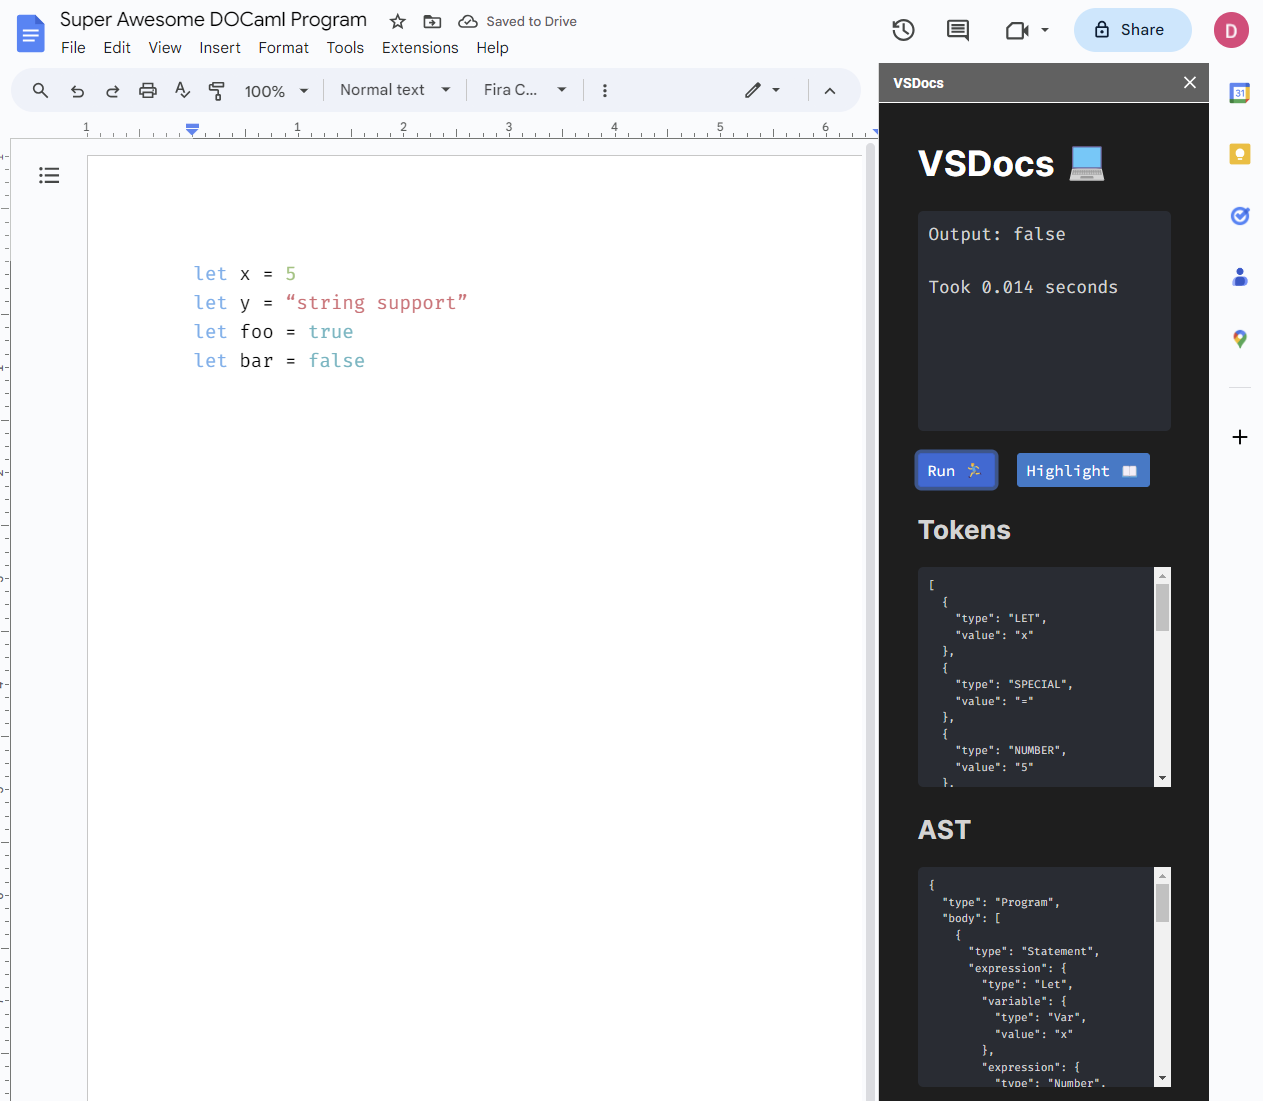 Super Awesome DOCaml Program
Saved to Drive
File Edit View Insert Format Tools Extensions Help
Share
D
100% Normal text Fira C...
1 1 2 3 4 5 6
let x = 5
let y = “string support”
let foo = true
let bar = false
VSDocs
VSDocs
Output: false
Took 0.014 seconds
Run
Highlight
Tokens
[
{
"type": "LET",
"value": "x"
},
{
"type": "SPECIAL",
"value": "="
},
{
"type": "NUMBER",
"value": "5"
},
AST
{
"type": "Program",
"body": [
{
"type": "Statement",
"expression": {
"type": "Let",
"variable": {
"type": "Var",
"value": "x"
},
"expression": {
"type": "Number",
31